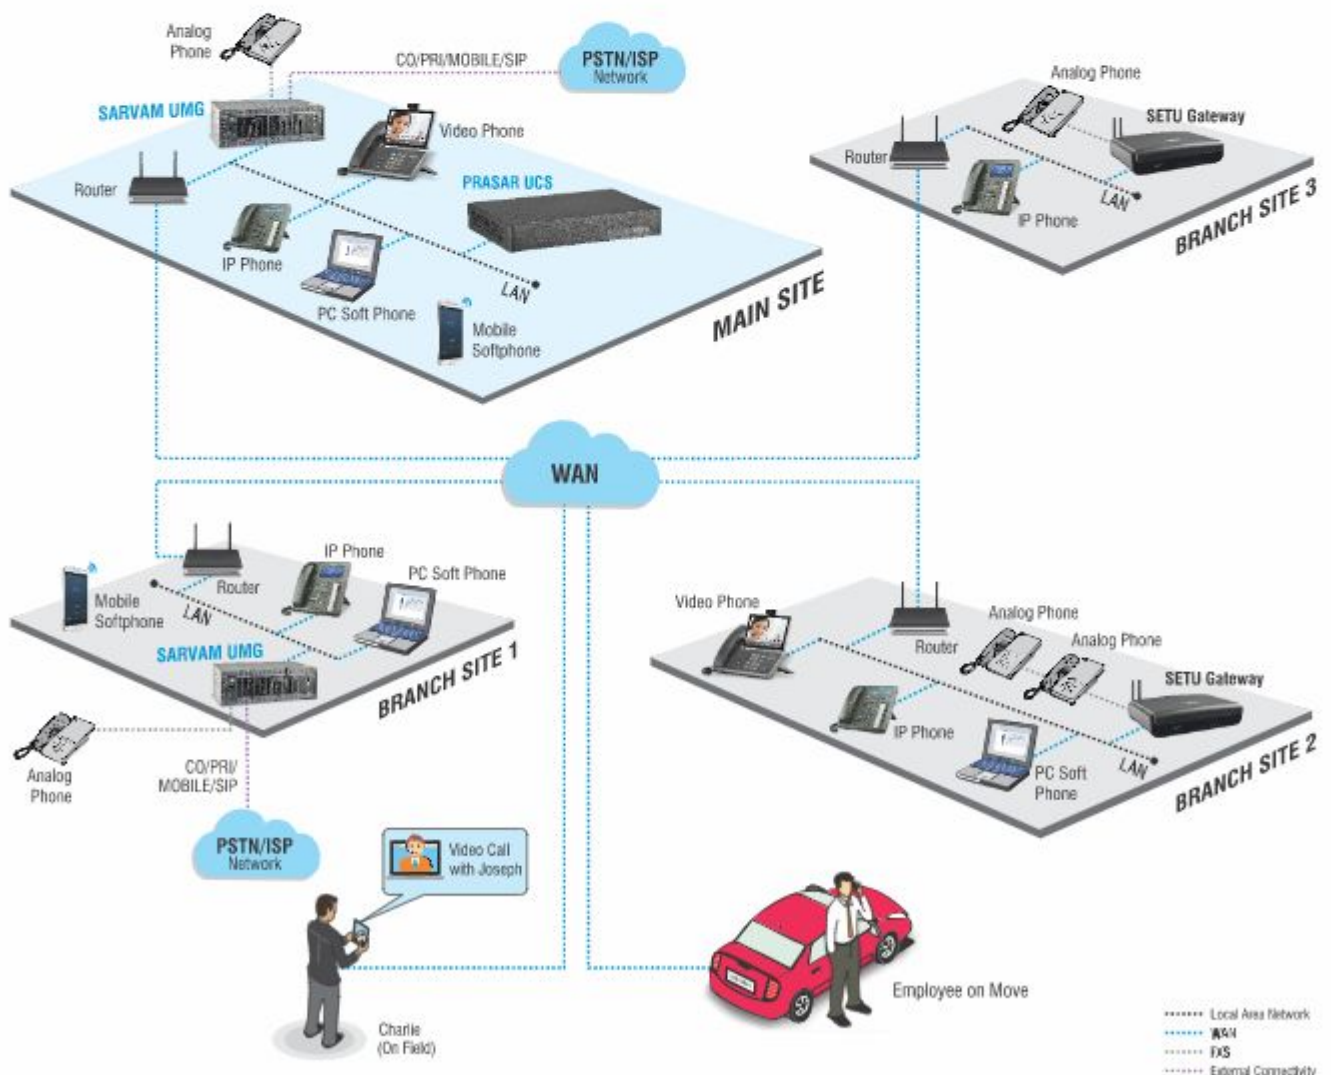 Analog
Phone
CO/PRI/MOBILE/SIP
PSTN/ISP
Network
SARVAM UMG
Video Phone
Router
PRASAR UCS
IP Phone
LAN
PC Soft Phone
Mobile
Softphone
MAIN SITE
Analog Phone
SETU Gateway
Router
LAN
IP Phone
BRANCH SITE 3
WAN
IP Phone
PC Soft Phone
Router
Mobile
Softphone
LAN
SARVAM UMG
BRANCH SITE 1
Analog
Phone
CO/PRI/
MOBILE/SIP
PSTN/ISP
Network
Video Phone
Router
Analog Phone
Analog Phone
SETU Gateway
IP Phone
LAN
PC Soft
Phone
BRANCH SITE 2
Video Call
with Joseph
Charlie
(On Field)
Employee on Move
Local Area Network
WAN
FXS
External Connectivity